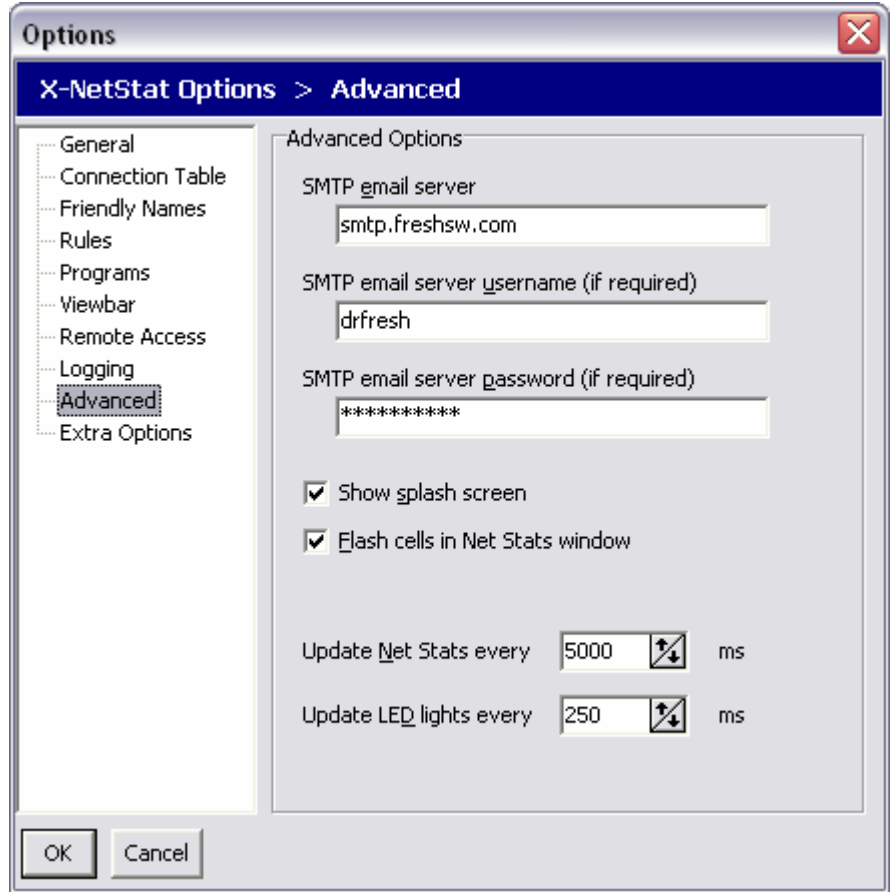 Options
X-NetStat Options > Advanced
General
Connection Table
Friendly Names
Rules
Programs
Viewbar
Remote Access
Logging
Advanced
Extra Options
Advanced Options
SMTP email server
smtp.freshsw.com
SMTP email server username (if required)
drfresh
SMTP email server password (if required)
**********
Show splash screen
Flash cells in Net Stats window
Update Net Stats every 5000 ms
Update LED lights every 250 ms
OK Cancel